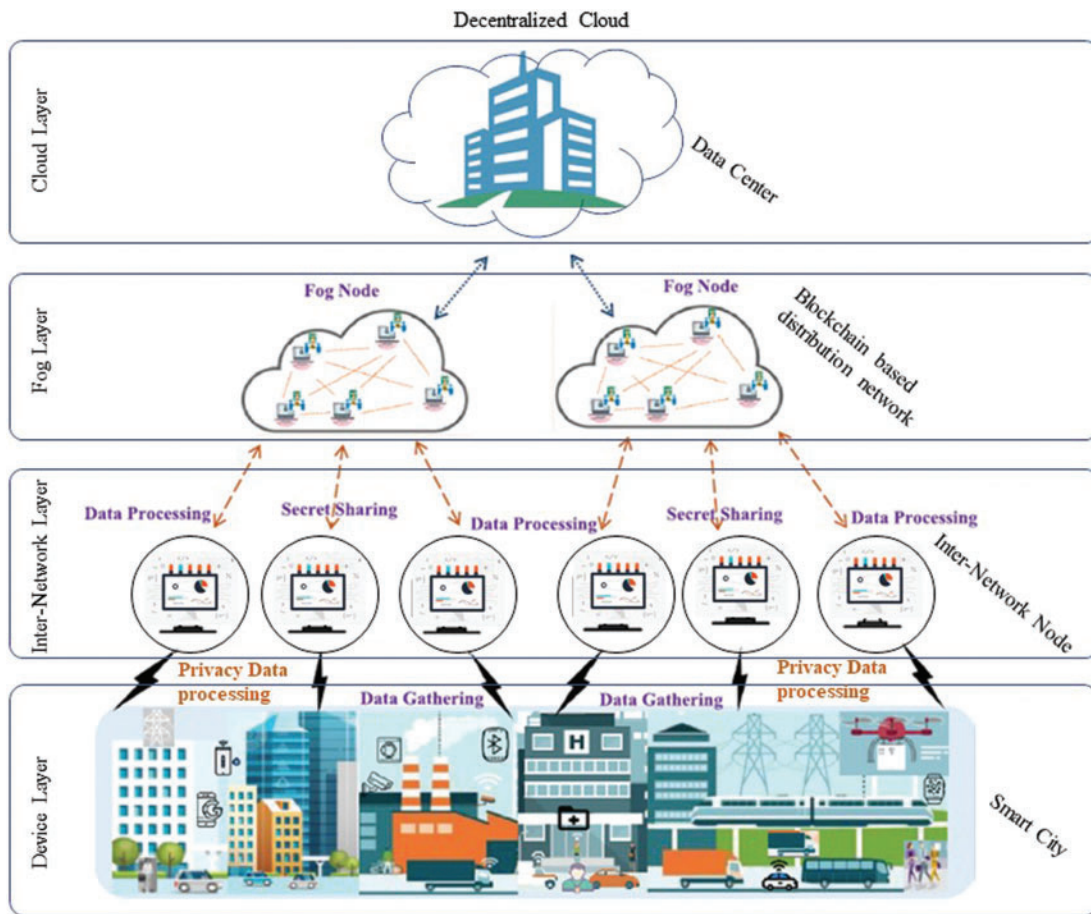 Decentralized Cloud
Cloud Layer
Data Center
Fog Layer
Fog Node
Fog Node
Blockchain based
distribution network
Inter-Network Layer
Data Processing
Secret Sharing
Data Processing
Secret Sharing
Data Processing
Inter-Network Node
Privacy Data
processing
Privacy Data
processing
Device Layer
Data Gathering
Data Gathering
H
Smart City